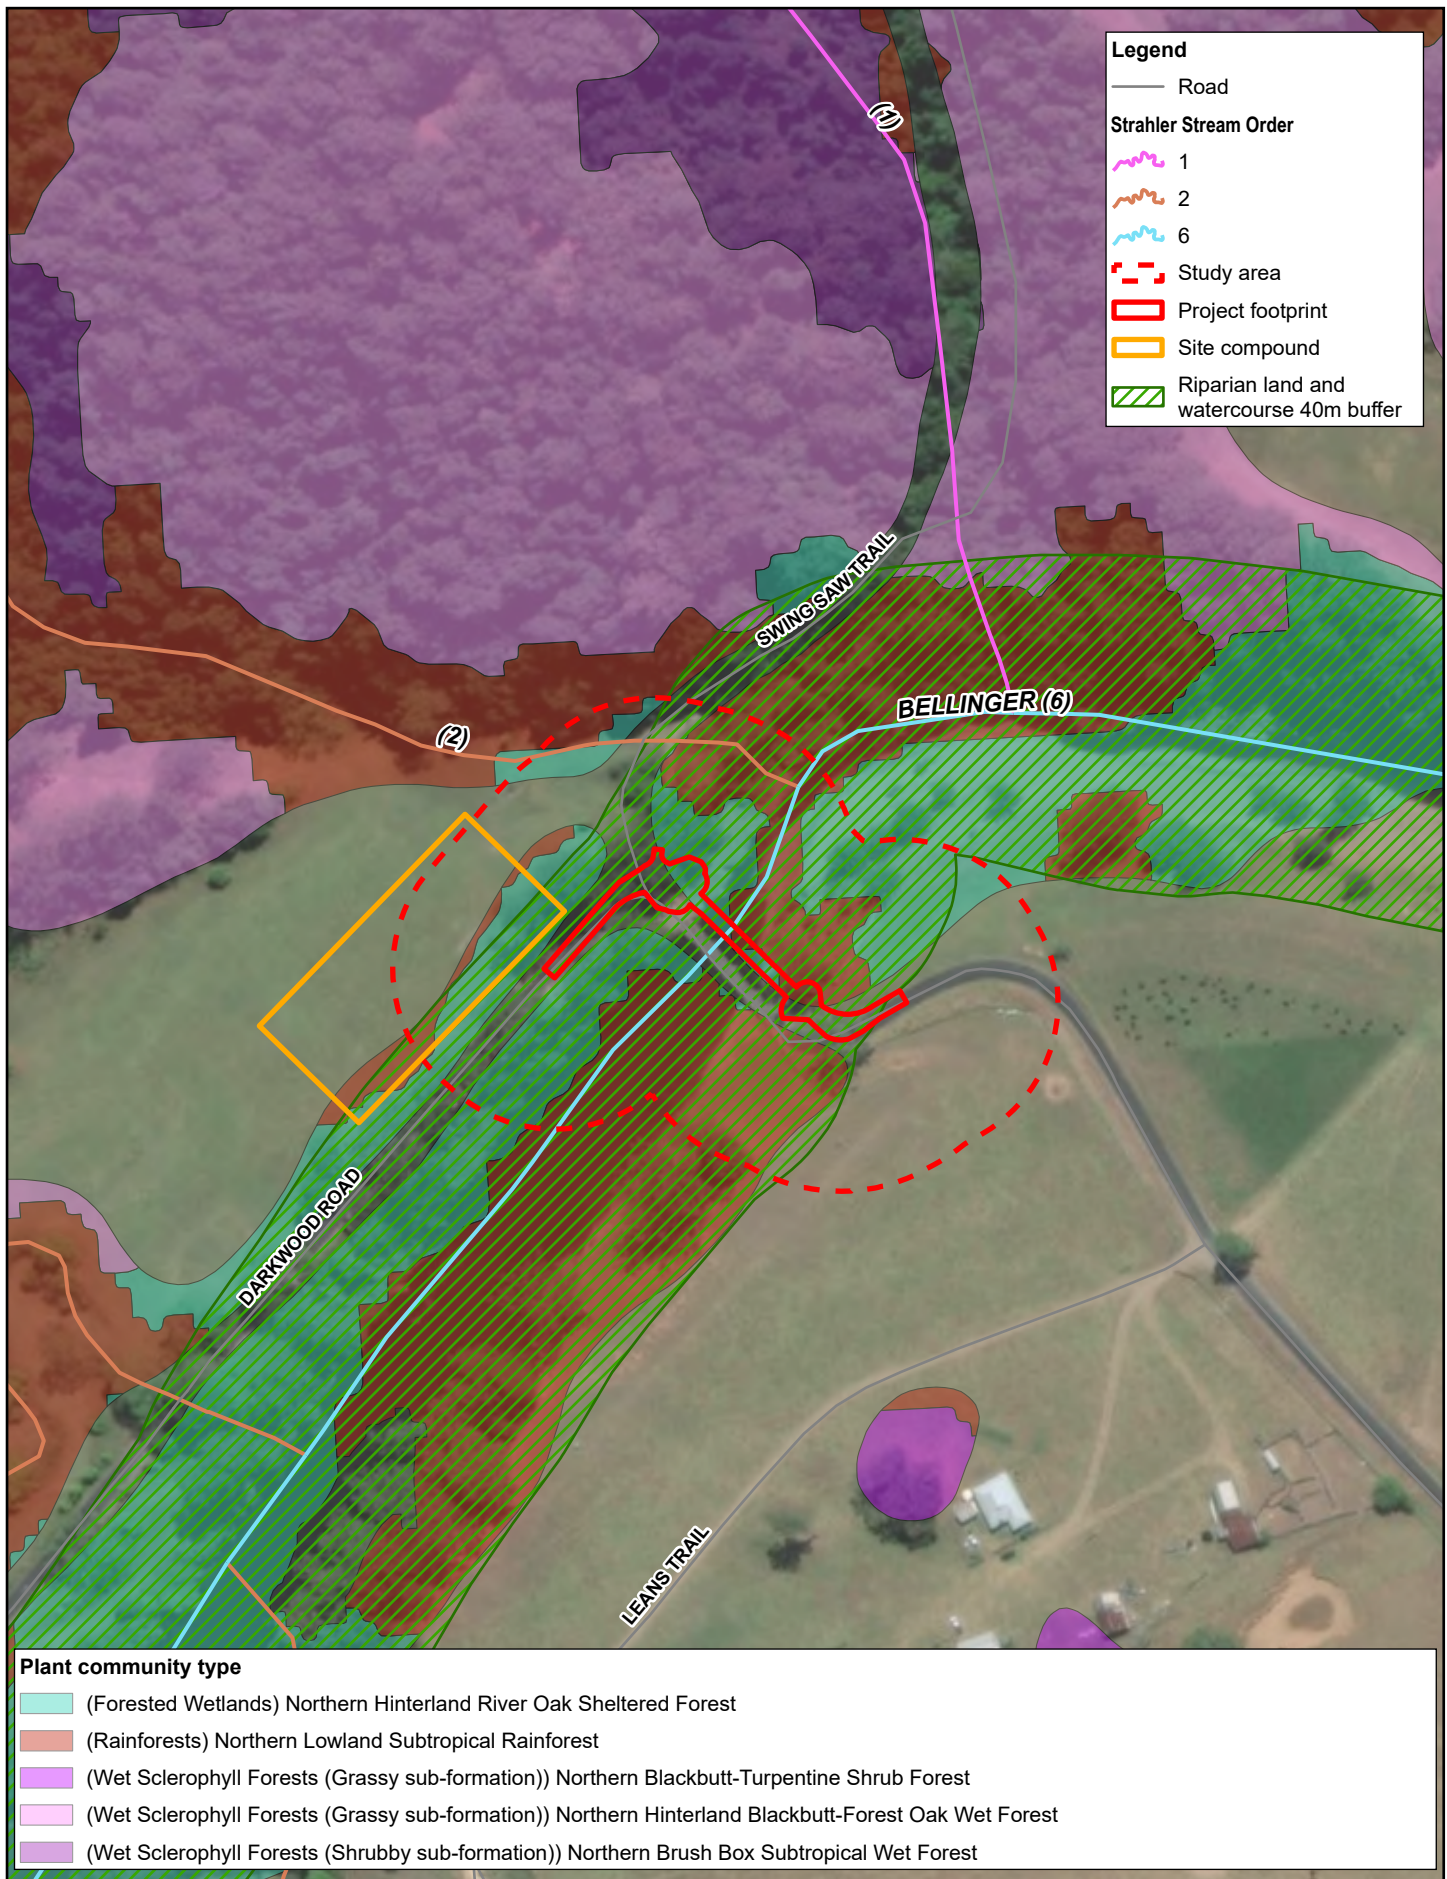 Legend
Road
Strahler Stream Order
1
2
6
Study area
Project footprint
Site compound
Riparian land and
watercourse 40m buffer
(1)
SWING SAW TRAIL
BELLINGER (6)
(2)
DARKWOOD ROAD
LEANS TRAIL
Plant community type
(Forested Wetlands) Northern Hinterland River Oak Sheltered Forest
(Rainforests) Northern Lowland Subtropical Rainforest
(Wet Sclerophyll Forests (Grassy sub-formation)) Northern Blackbutt-Turpentine Shrub Forest
(Wet Sclerophyll Forests (Grassy sub-formation)) Northern Hinterland Blackbutt-Forest Oak Wet Forest
(Wet Sclerophyll Forests (Shrubby sub-formation)) Northern Brush Box Subtropical Wet Forest